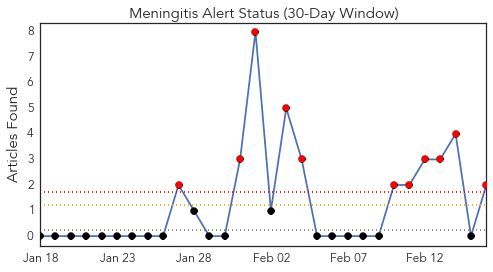 Meningitis Alert Status (30-Day Window)
Articles Found
8
7
6
5
4
3
2
1
0
Jan 18
Jan 23
Jan 28
Feb 02
Feb 07
Feb 12